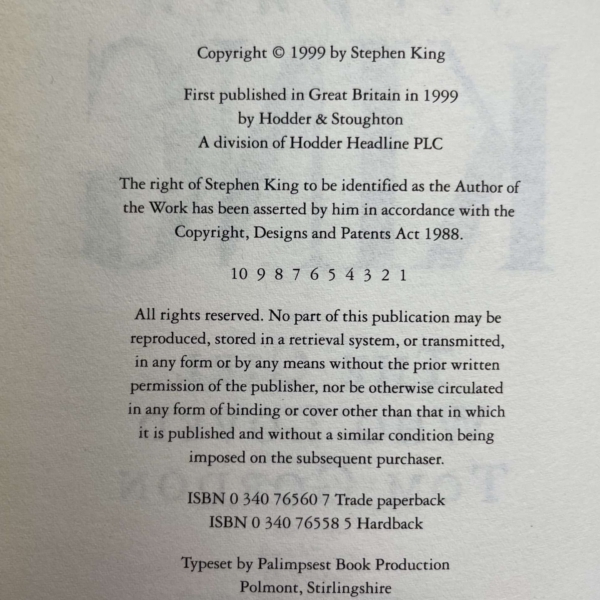 Copyright © 1999 by Stephen King
First published in Great Britain in 1999
by Hodder & Stoughton
A division of Hodder Headline PLC
The right of Stephen King to be identified as the Author of
the Work has been asserted by him in accordance with the
Copyright, Designs and Patents Act 1988.
10 9 8 7 6 5 4 3 2 1
All rights reserved. No part of this publication may be
reproduced, stored in a retrieval system, or transmitted,
in any form or by any means without the prior written
permission of the publisher, nor be otherwise circulated
in any form of binding or cover other than that in which
it is published and without a similar condition being
imposed on the subsequent purchaser.
ISBN 0 340 76560 7 Trade paperback
ISBN 0 340 76558 5 Hardback
Typeset by Palimpsest Book Production
Polmont, Stirlingshire